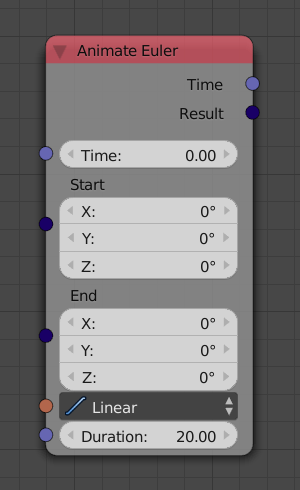 Animate Euler
Time
Result
Time: 0.00
Start
X: 0°
Y: 0°
Z: 0°
End
X: 0°
Y: 0°
Z: 0°
Linear
Duration: 20.00